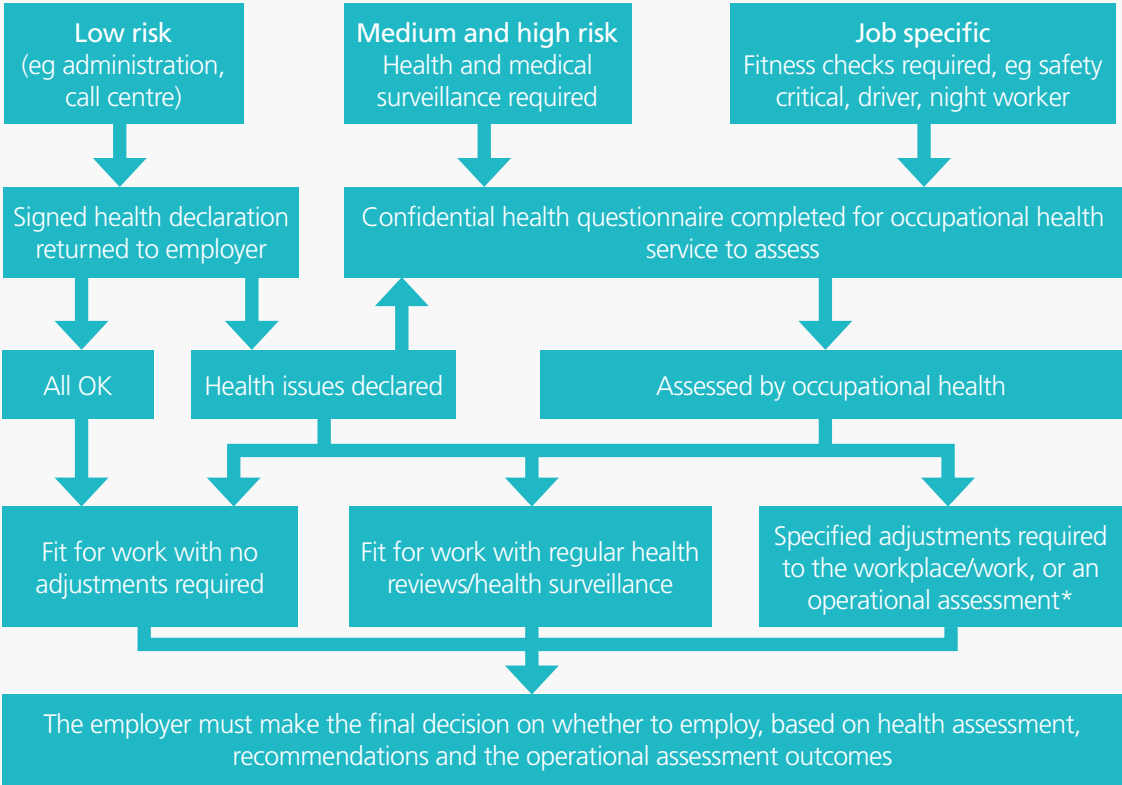 Low risk
(eg administration,
call centre)
Medium and high risk
Health and medical
surveillance required
Job specific
Fitness checks required, eg safety
critical, driver, night worker
Signed health declaration
returned to employer
Confidential health questionnaire completed for occupational health
service to assess
All OK
Health issues declared
Assessed by occupational health
Fit for work with no
adjustments required
Fit for work with regular health
reviews/health surveillance
Specified adjustments required
to the workplace/work, or an
operational assessment*
The employer must make the final decision on whether to employ, based on health assessment,
recommendations and the operational assessment outcomes